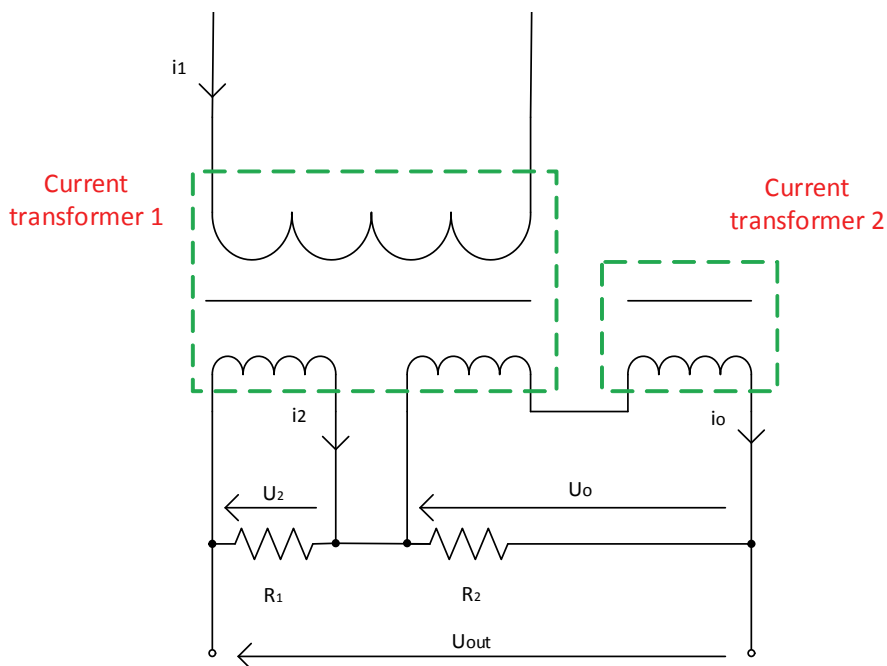 i1
Current
transformer 1
Current
transformer 2
i2
io
U2
Uo
R1
R2
Uout